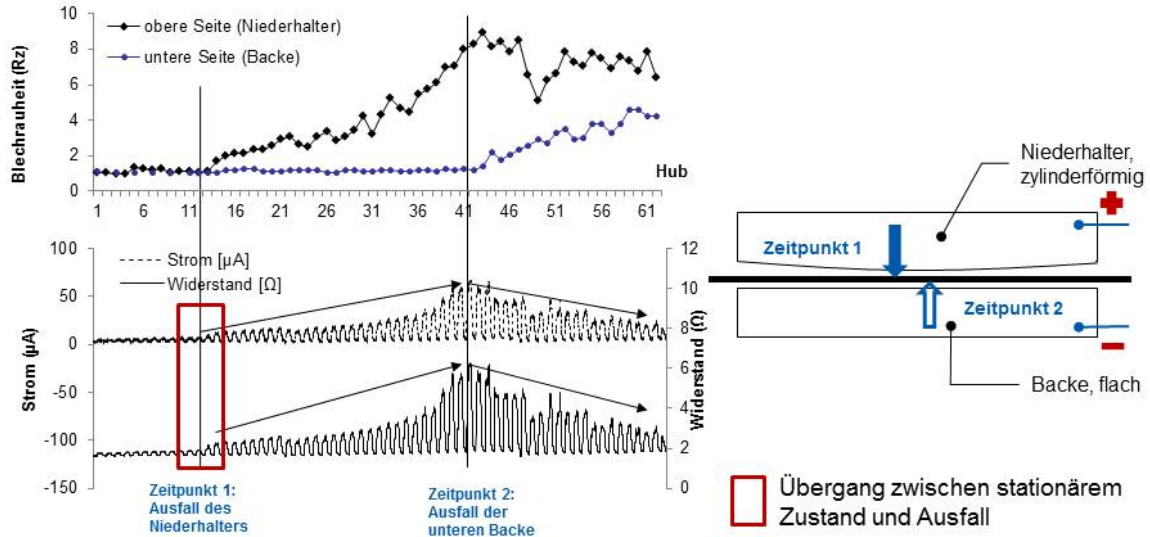 Blechrauheit (Rz)
10
8
6
4
2
0
obere Seite (Niederhalter)
untere Seite (Backe)
Hub
1 6 11 16 21 26 31 36 41 46 51 56 61
Strom (µA)
100
50
0
-50
-100
-150
Strom [µA]
Widerstand [Ω]
12
10
8
6
4
2
0
Widerstand (Ω)
Zeitpunkt 1:
Ausfall des
Niederhalters
Zeitpunkt 2:
Ausfall der
unteren Backe
Niederhalter,
zylinderförmig
+
Zeitpunkt 1
Zeitpunkt 2
−
Backe, flach
Übergang zwischen stationärem
Zustand und Ausfall